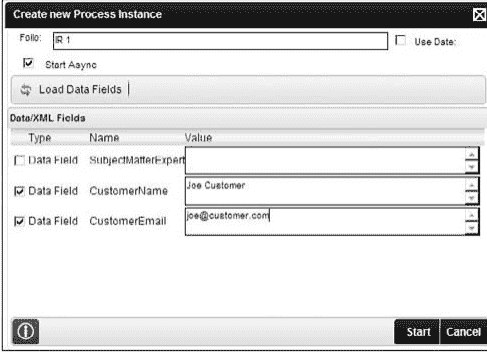 Create new Process Instance
Folio: IR 1 Use Date:
Start Async
Load Data Fields
Data/XML Fields
Type Name Value
Data Field SubjectMatterExpert
Data Field CustomerName Joe Customer
Data Field CustomerEmail joe@customer.com
Start Cancel